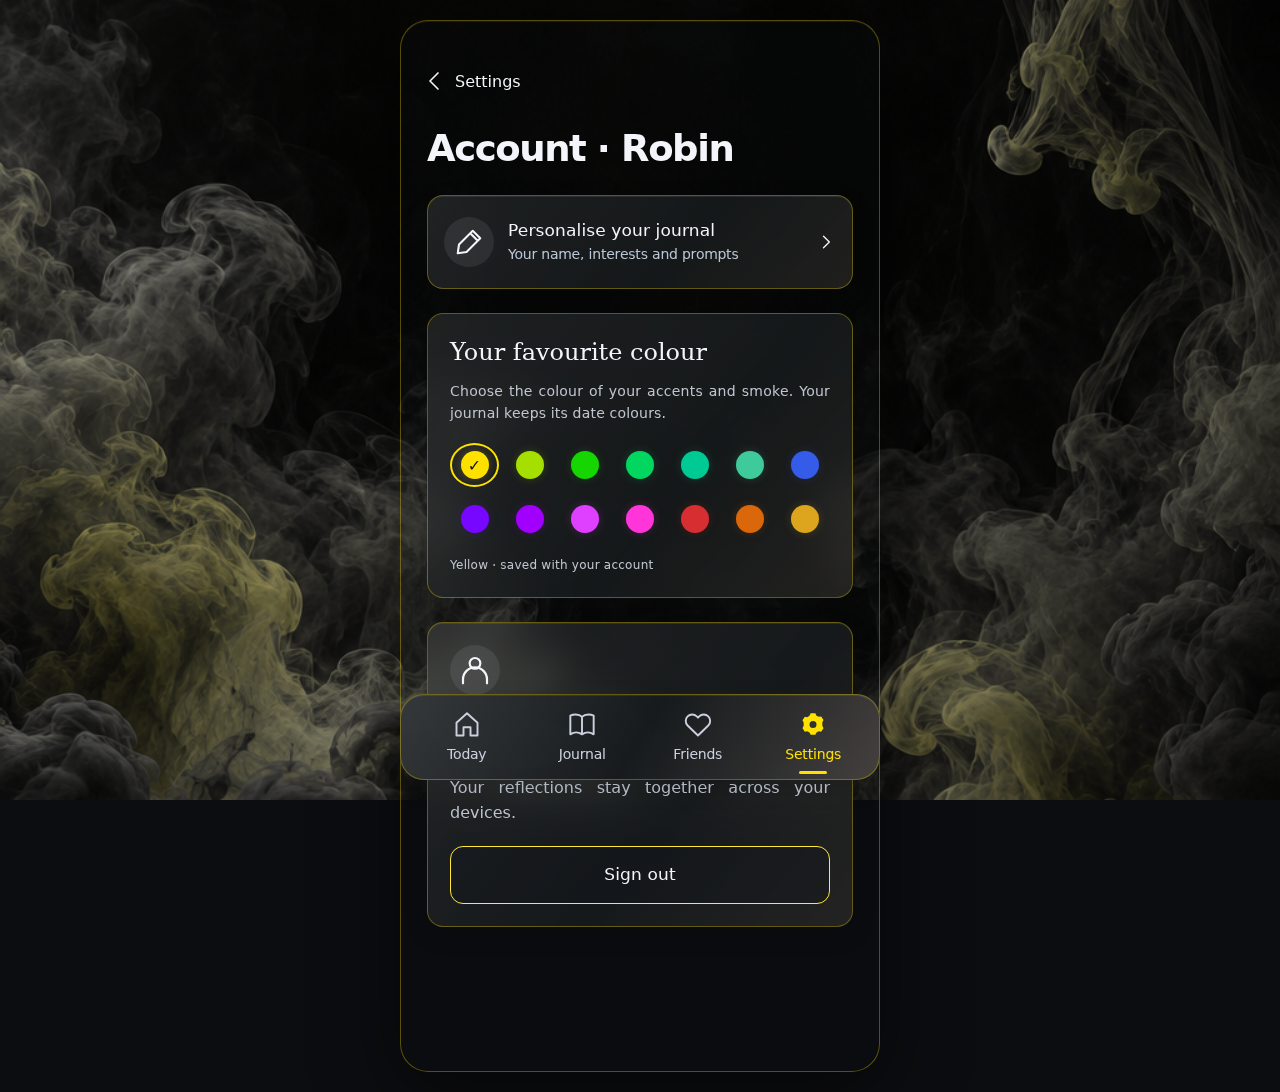 Settings
Account · Robin
Personalise your journal
Your name, interests and prompts
Your favourite colour
Choose the colour of your accents and smoke. Your
journal keeps its date colours.
✓
Yellow · saved with your account
Today
Journal
Friends
Settings
Your reflections stay together across your
devices.
Sign out